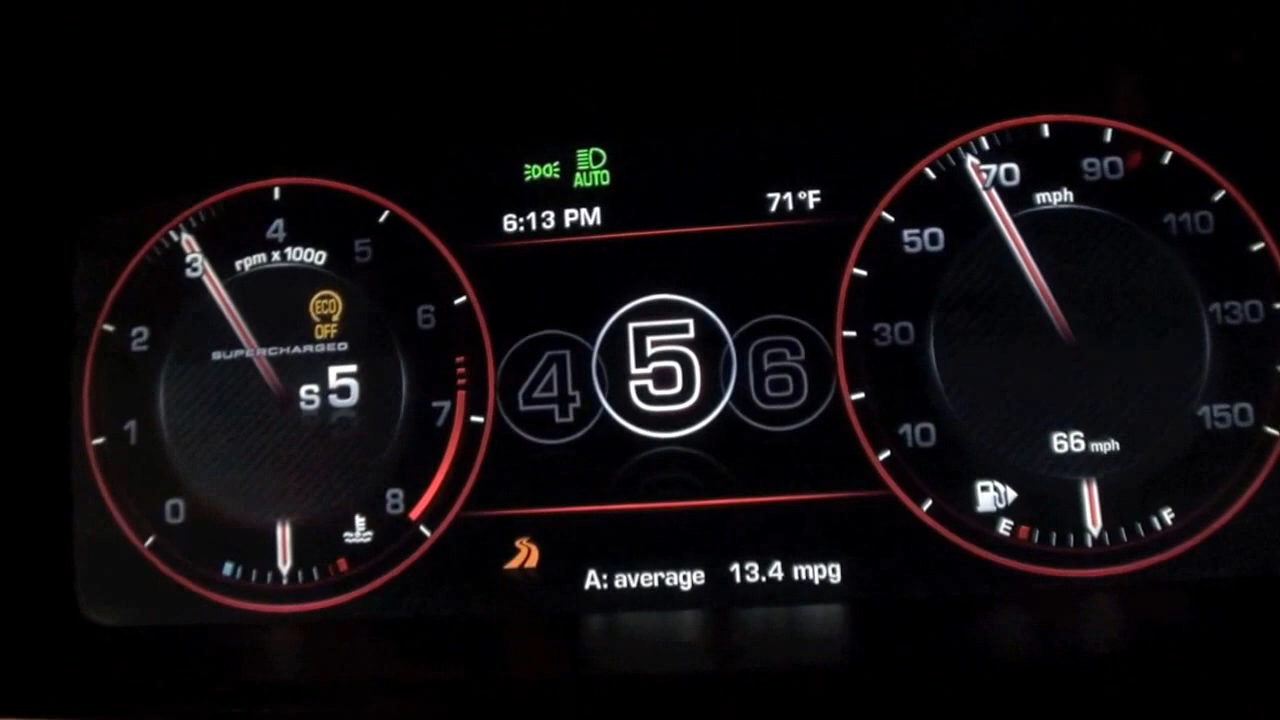 AUTO
6:13 PM
71°F
0
1
2
3
4
5
6
7
8
rpm x 1000
ECO
OFF
SUPERCHARGED
S 5
4
5
6
10
30
50
70
90
110
130
150
mph
66 mph
E
F
A: average 13.4 mpg